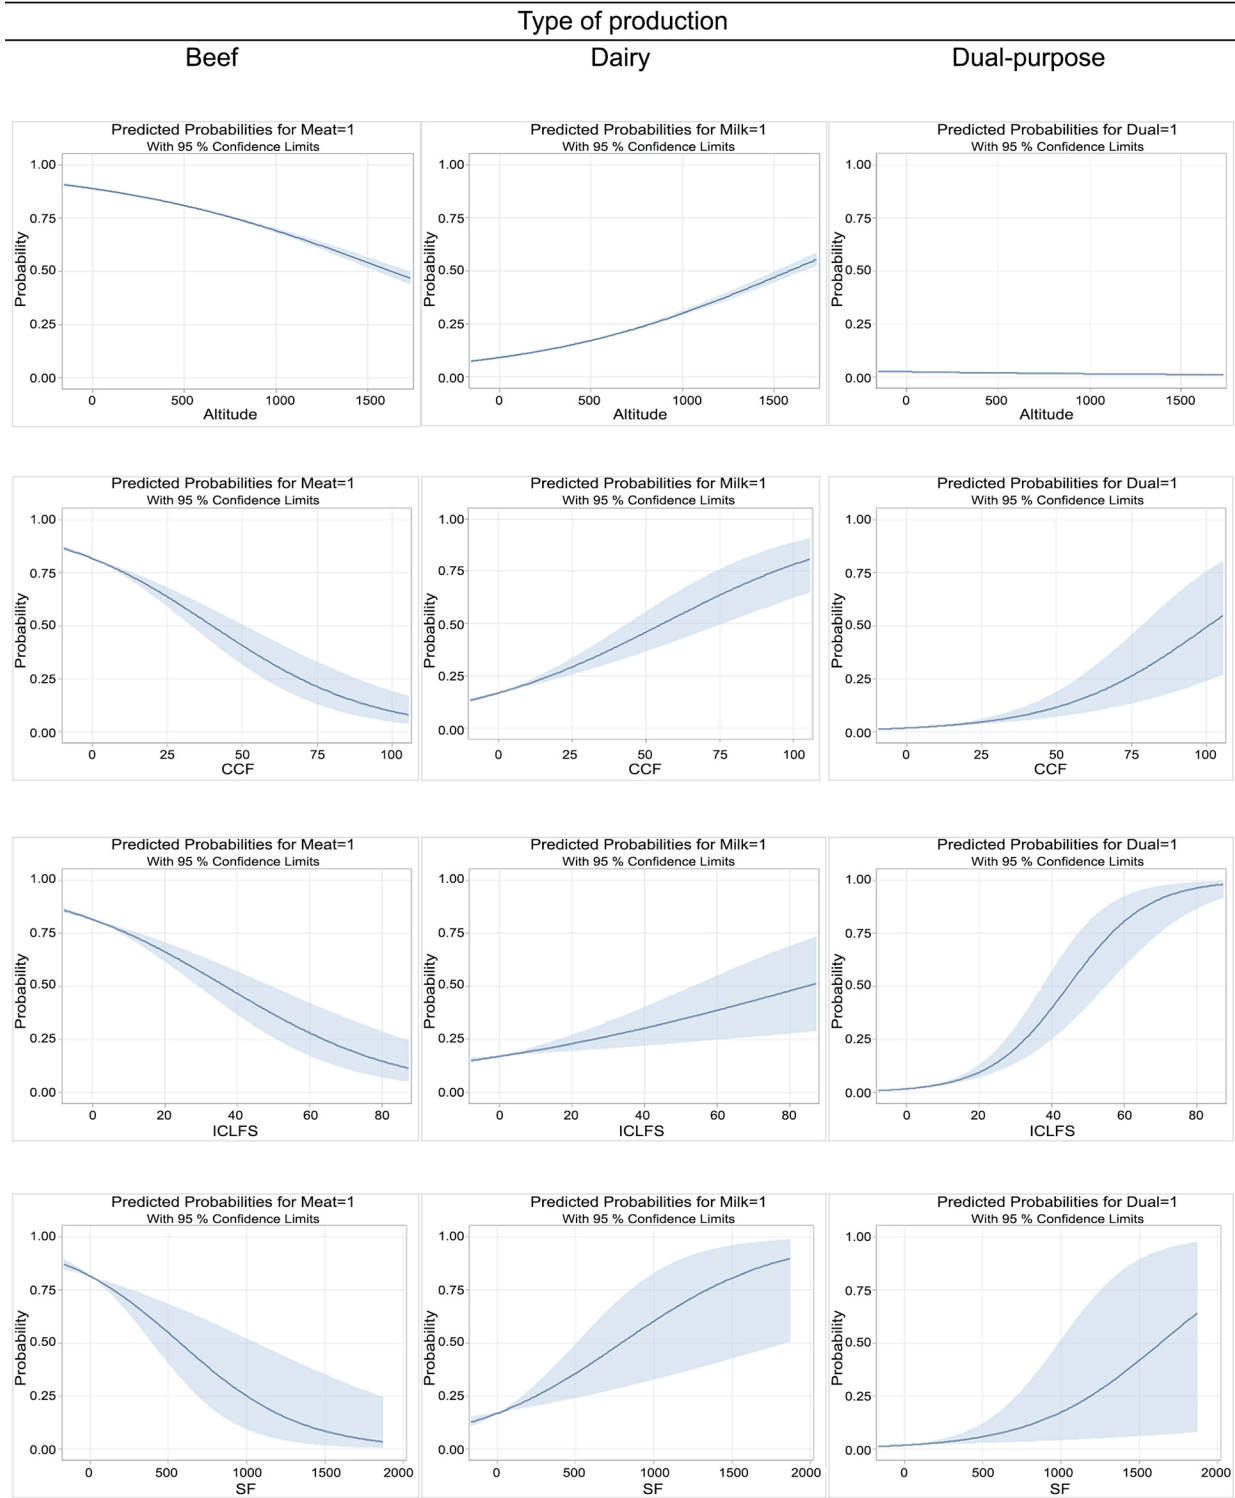 Type of production
Beef Dairy Dual-purpose
Predicted Probabilities for Meat=1
With 95 % Confidence Limits
1.00
0.75
0.50
0.25
0.00
Probability
0 500 1000 1500
Altitude
Predicted Probabilities for Milk=1
With 95 % Confidence Limits
1.00
0.75
0.50
0.25
0.00
Probability
0 500 1000 1500
Altitude
Predicted Probabilities for Dual=1
With 95 % Confidence Limits
1.00
0.75
0.50
0.25
0.00
Probability
0 500 1000 1500
Altitude
Predicted Probabilities for Meat=1
With 95 % Confidence Limits
1.00
0.75
0.50
0.25
0.00
Probability
0 25 50 75 100
CCF
Predicted Probabilities for Milk=1
With 95 % Confidence Limits
1.00
0.75
0.50
0.25
0.00
Probability
0 25 50 75 100
CCF
Predicted Probabilities for Dual=1
With 95 % Confidence Limits
1.00
0.75
0.50
0.25
0.00
Probability
0 25 50 75 100
CCF
Predicted Probabilities for Meat=1
With 95 % Confidence Limits
1.00
0.75
0.50
0.25
0.00
Probability
0 20 40 60 80
ICLFS
Predicted Probabilities for Milk=1
With 95 % Confidence Limits
1.00
0.75
0.50
0.25
0.00
Probability
0 20 40 60 80
ICLFS
Predicted Probabilities for Dual=1
With 95 % Confidence Limits
1.00
0.75
0.50
0.25
0.00
Probability
0 20 40 60 80
ICLFS
Predicted Probabilities for Meat=1
With 95 % Confidence Limits
1.00
0.75
0.50
0.25
0.00
Probability
0 500 1000 1500 2000
SF
Predicted Probabilities for Milk=1
With 95 % Confidence Limits
1.00
0.75
0.50
0.25
0.00
Probability
0 500 1000 1500 2000
SF
Predicted Probabilities for Dual=1
With 95 % Confidence Limits
1.00
0.75
0.50
0.25
0.00
Probability
0 500 1000 1500 2000
SF